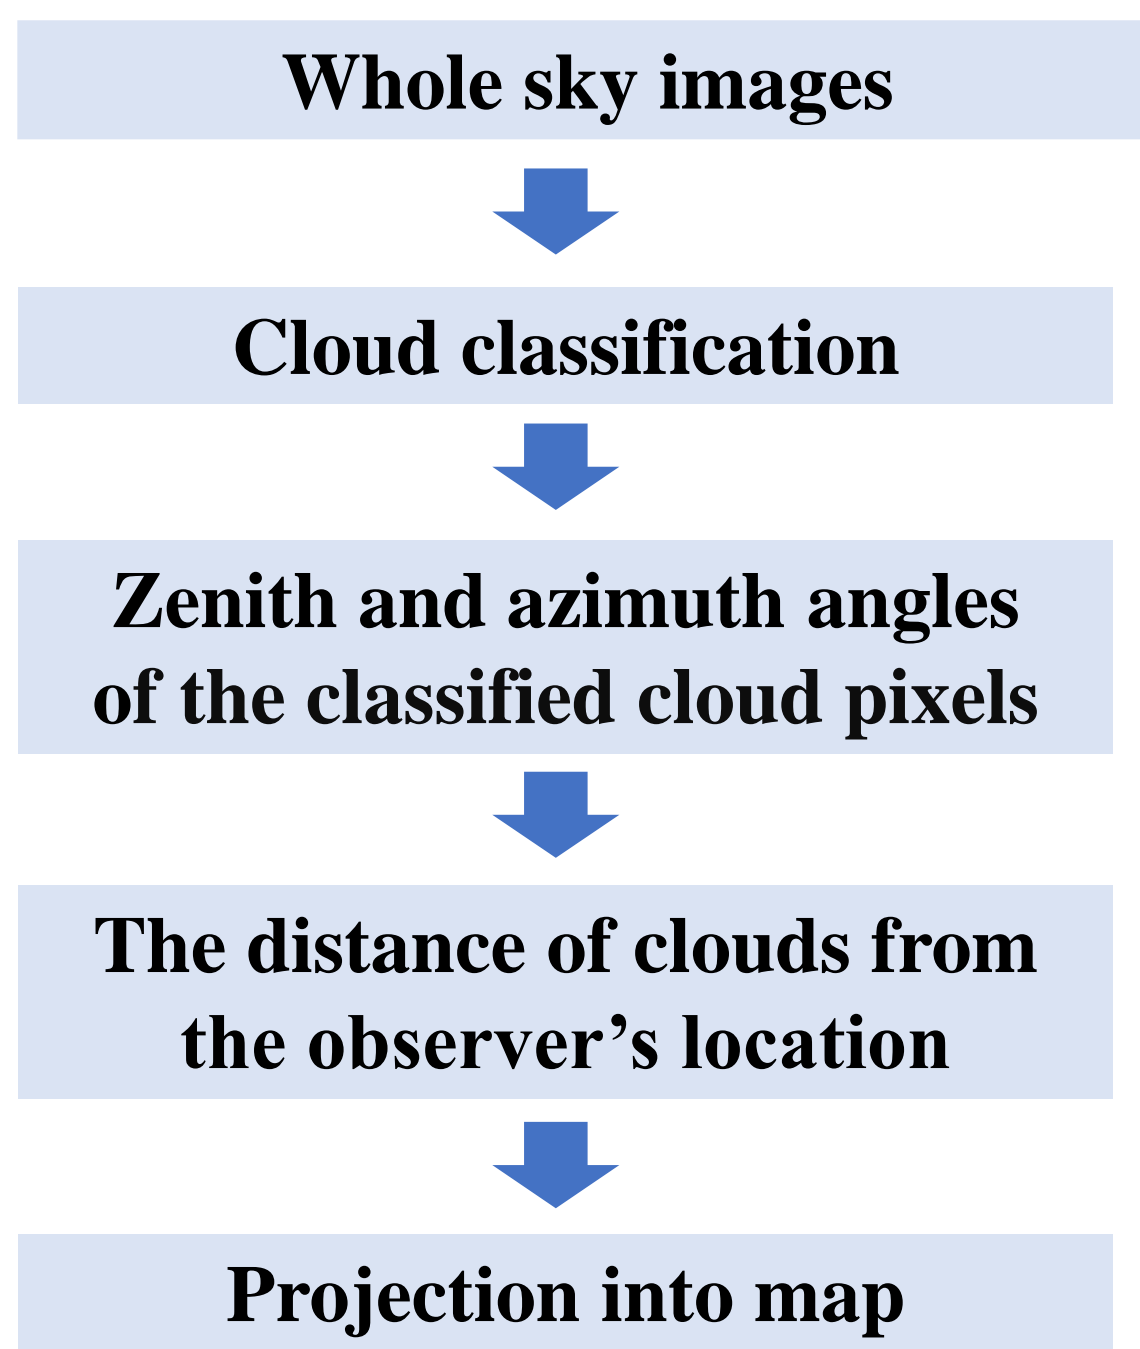 Whole sky images
Cloud classification
Zenith and azimuth angles
of the classified cloud pixels
The distance of clouds from
the observer’s location
Projection into map